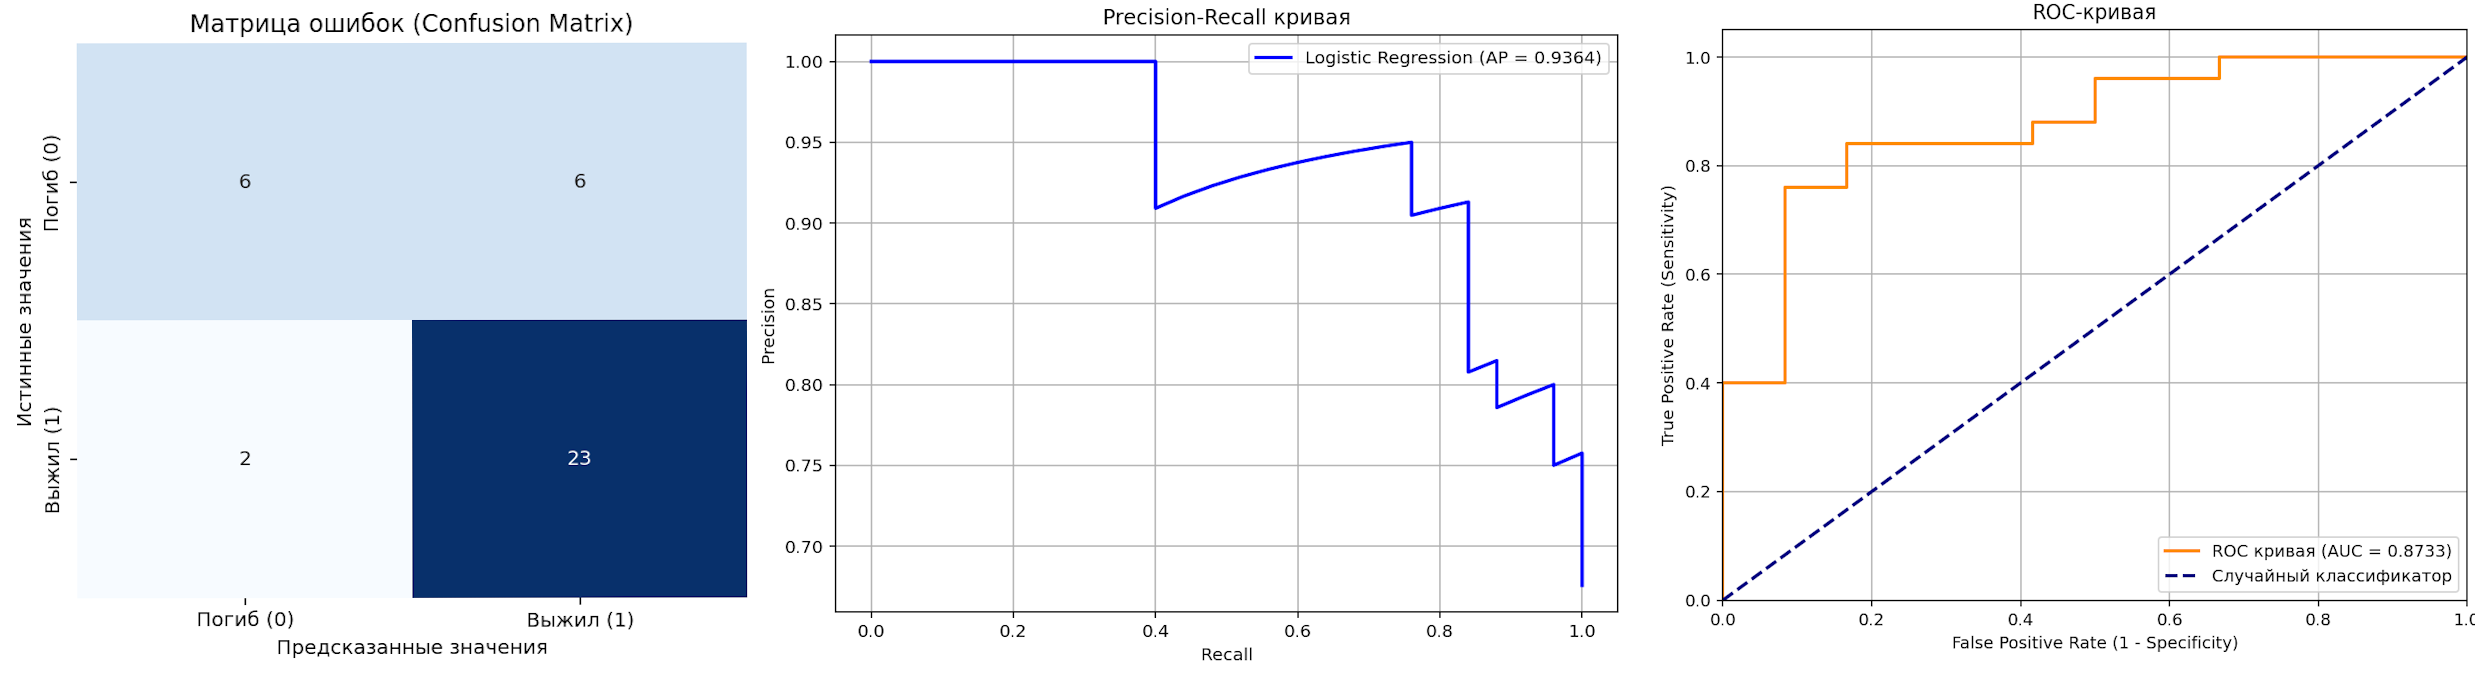 Матрица ошибок (Confusion Matrix)
Истинные значения
Погиб (0)
Выжил (1)
6
6
2
23
Погиб (0)
Выжил (1)
Предсказанные значения
Precision-Recall кривая
Logistic Regression (AP = 0.9364)
Precision
1.00
0.95
0.90
0.85
0.80
0.75
0.70
0.0
0.2
0.4
0.6
0.8
1.0
Recall
ROC-кривая
True Positive Rate (Sensitivity)
1.0
0.8
0.6
0.4
0.2
0.0
ROC кривая (AUC = 0.8733)
Случайный классификатор
0.0
0.2
0.4
0.6
0.8
1.0
False Positive Rate (1 - Specificity)